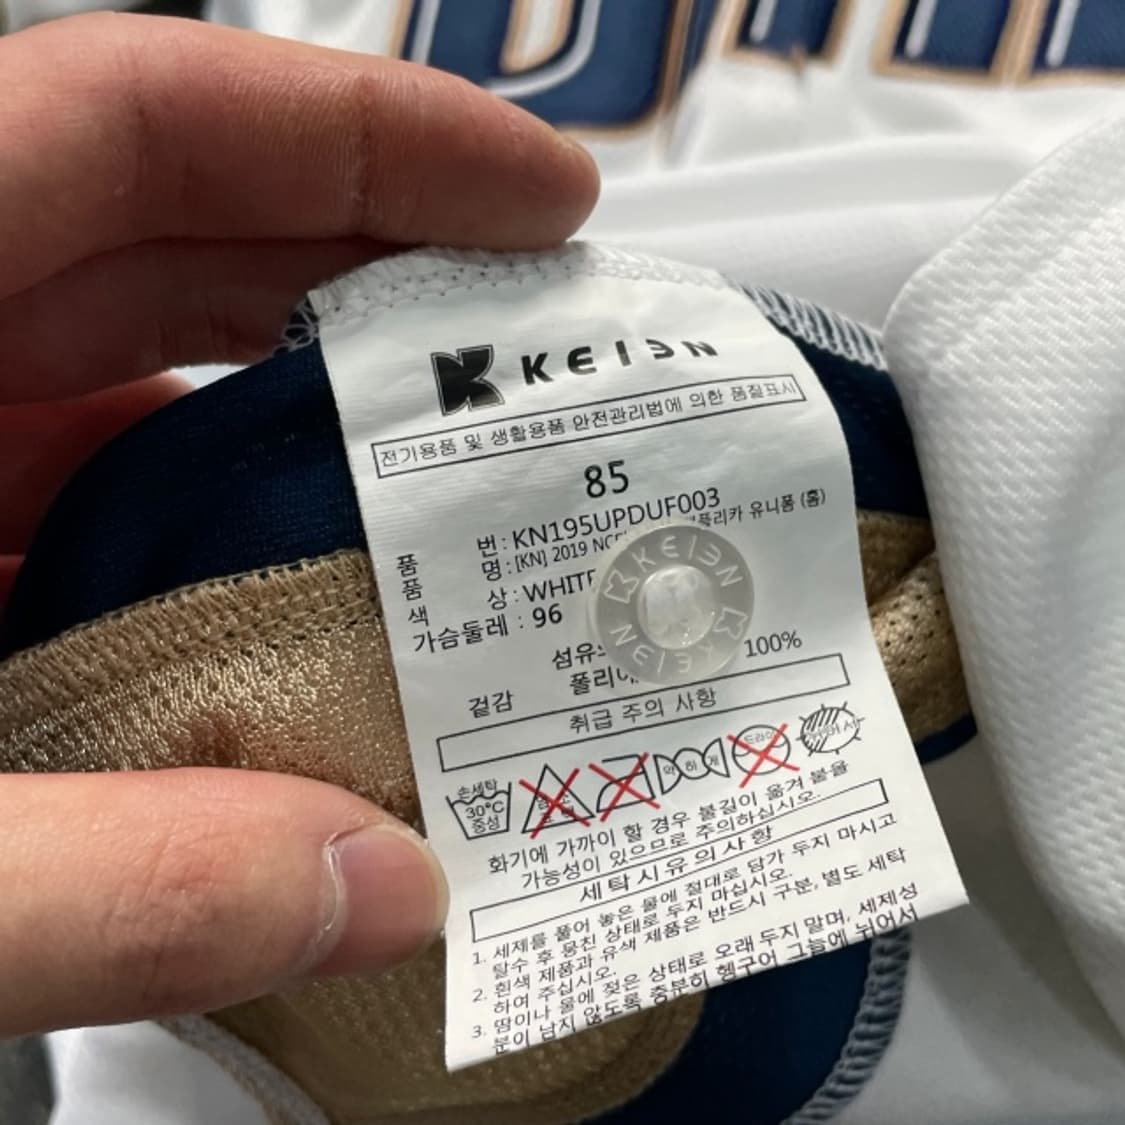 KEI3N
전기용품 및 생활용품 안전관리법에 의한 품질표시
85
품 번 : KN195UPDUF003
품 명 : [KN] 2019 유니폼 (홈)
색 상 : WHITE
가슴둘레 : 96
100%
겉감
취급 주의 사항
손세탁
30°C
중성
약하게
드라이
화기에 가까이 할 경우 불길이 옮겨 붙을
가능성이 있으므로 주의하십시오.
세탁시유의사항
1. 세제를 풀어 놓은 물에 절대로 담가 두지 마시고
탈수 후 뭉친 상태로 두지 마십시오.
2. 흰색 제품과 유색 제품은 반드시 구분, 별도 세탁
하여 주십시오.
3. 땀이나 물에 젖은 상태로 오래 두지 말며, 세제성
분이 남지 않도록 충분히 헹구어 그늘에 뉘어서
KEI3N
KEI3N